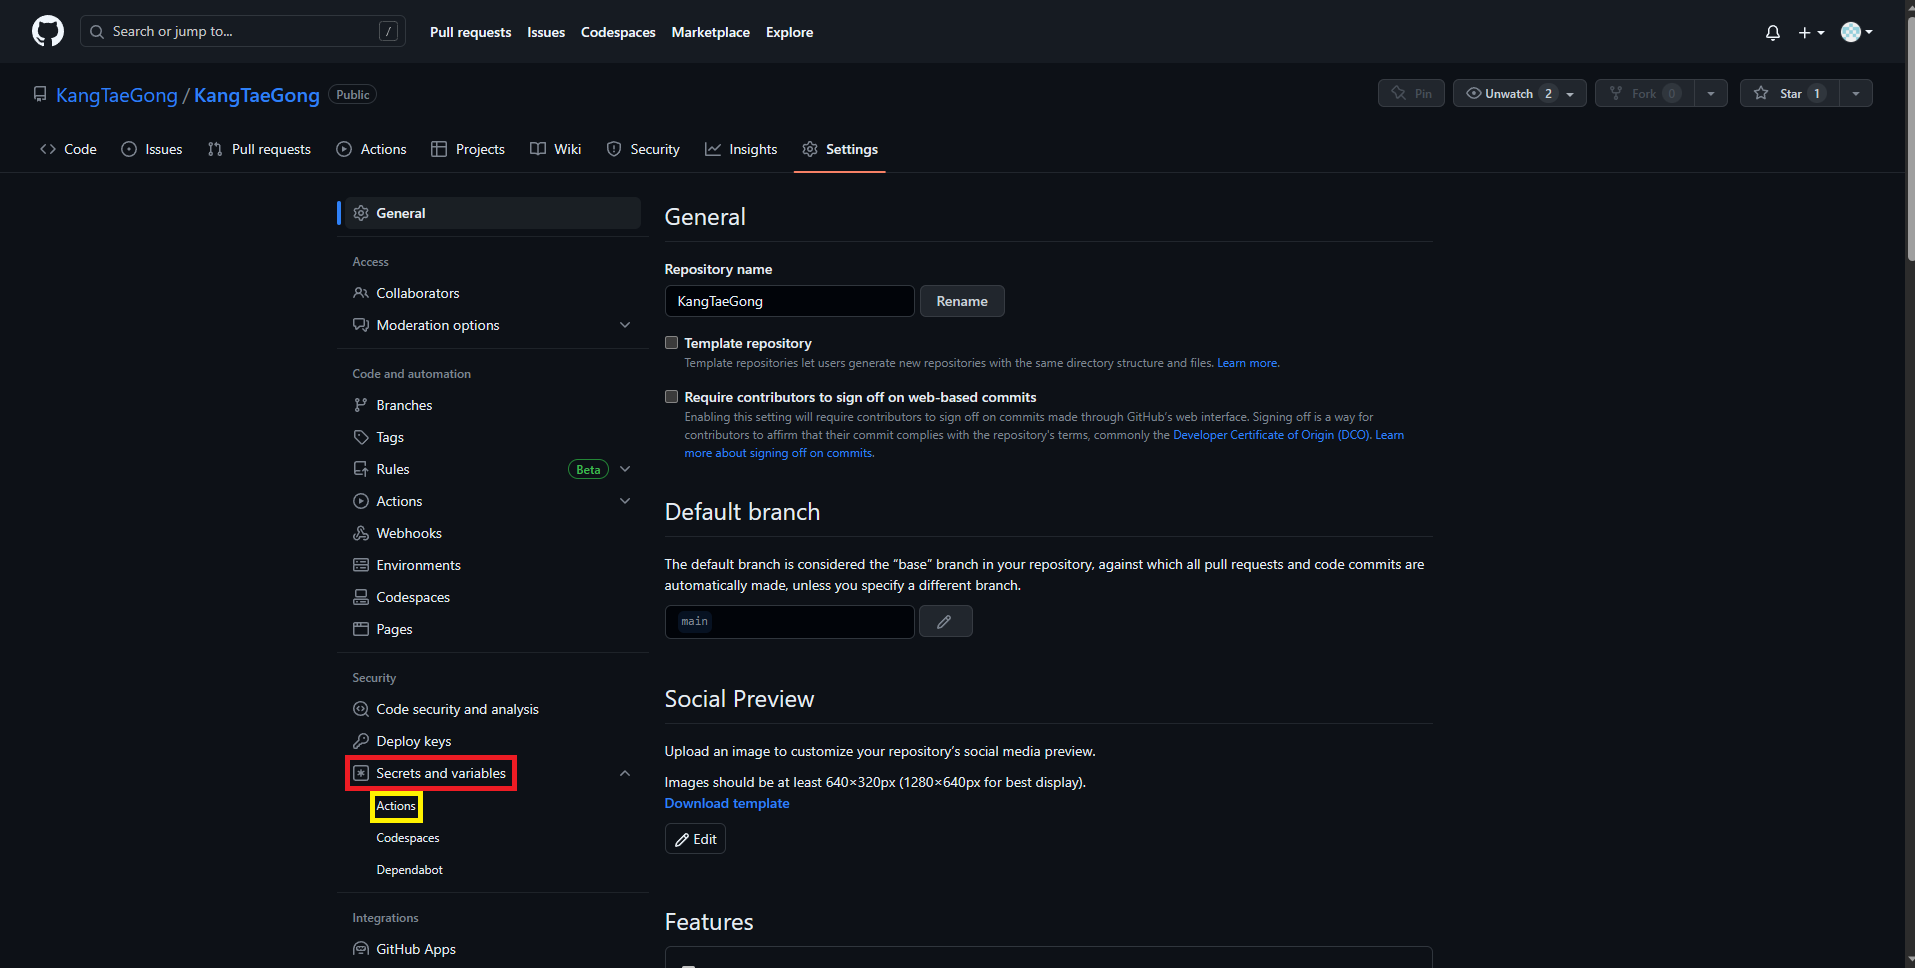 Search or jump to... /
Pull requests Issues Codespaces Marketplace Explore
KangTaeGong / KangTaeGong Public
Pin Unwatch 2 Fork 0 Star 1
Code Issues Pull requests Actions Projects Wiki Security Insights Settings
General
Access
Collaborators
Moderation options
Code and automation
Branches
Tags
Rules Beta
Actions
Webhooks
Environments
Codespaces
Pages
Security
Code security and analysis
Deploy keys
Secrets and variables
Actions
Codespaces
Dependabot
Integrations
GitHub Apps
General
Repository name
KangTaeGong Rename
Template repository
Template repositories let users generate new repositories with the same directory structure and files. Learn more.
Require contributors to sign off on web-based commits
Enabling this setting will require contributors to sign off on commits made through GitHub's web interface. Signing off is a way for
contributors to affirm that their commit complies with the repository's terms, commonly the Developer Certificate of Origin (DCO). Learn
more about signing off on commits.
Default branch
The default branch is considered the “base” branch in your repository, against which all pull requests and code commits are
automatically made, unless you specify a different branch.
main
Social Preview
Upload an image to customize your repository’s social media preview.
Images should be at least 640×320px (1280×640px for best display).
Download template
Edit
Features